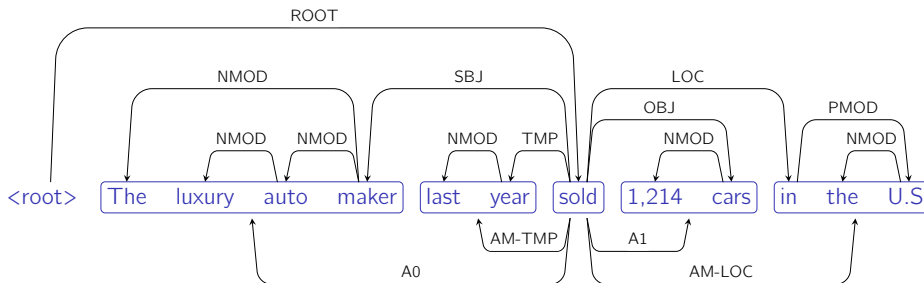 ROOT
NMOD SBJ LOC
OBJ PMOD
NMOD NMOD NMOD TMP NMOD NMOD
<root> The luxury auto maker last year sold 1,214 cars in the U.S
AM-TMP A1
A0 AM-LOC